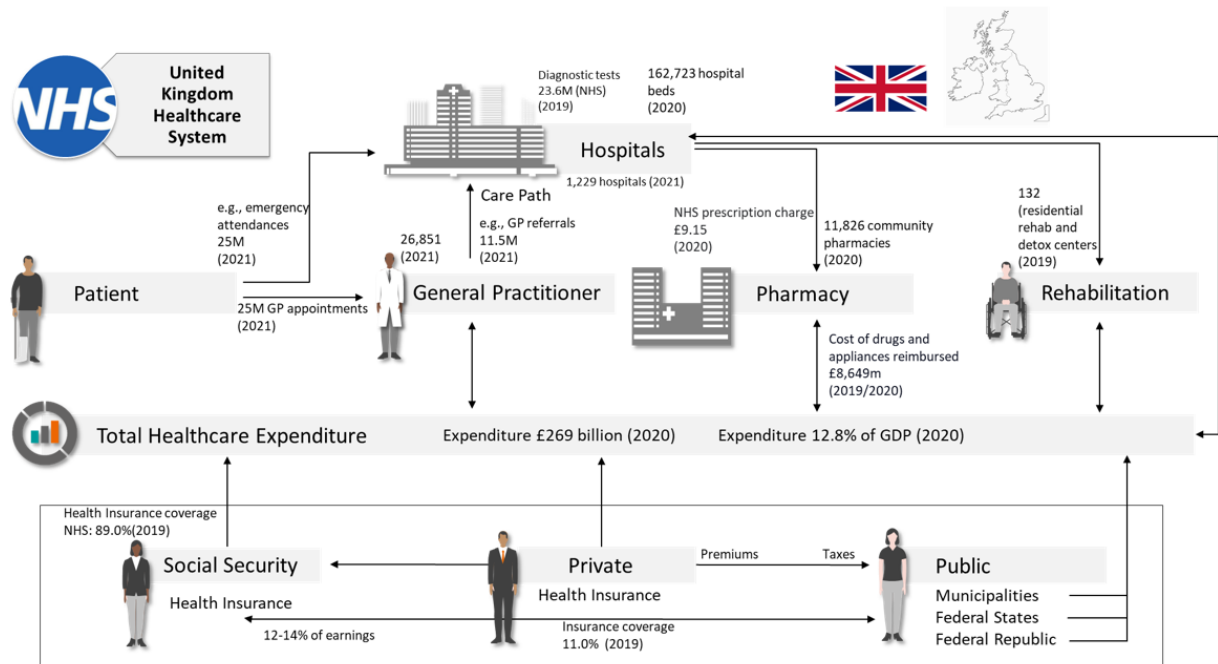 NHS
United
Kingdom
Healthcare
System
Diagnostic tests
23.6M (NHS)
(2019)
162,723 hospital
beds
(2020)
Hospitals
1,229 hospitals (2021)
Care Path
e.g., emergency
attendances
25M
(2021)
26,851
(2021)
e.g., GP referrals
11.5M
(2021)
NHS prescription charge
£9.15
(2020)
11,826 community
pharmacies
(2020)
132
(residential
rehab and
detox centers
(2019)
Patient
25M GP appointments
(2021)
General Practitioner
Pharmacy
Rehabilitation
Cost of drugs and
appliances reimbursed
£8,649m
(2019/2020)
Total Healthcare Expenditure
Expenditure £269 billion (2020)
Expenditure 12.8% of GDP (2020)
Health Insurance coverage
NHS: 89.0%(2019)
Social Security
Health Insurance
Private
Health Insurance
Premiums
Taxes
Public
Municipalities
Federal States
Federal Republic
12-14% of earnings
Insurance coverage
11.0% (2019)